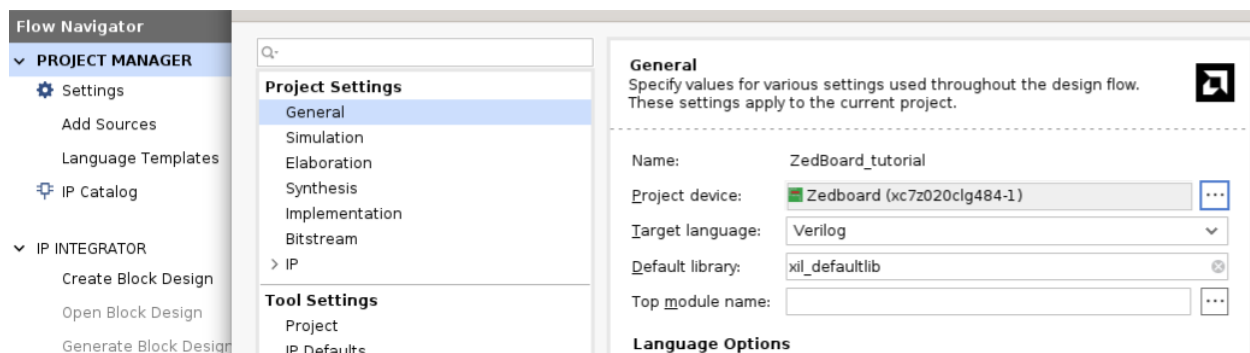 Flow Navigator
PROJECT MANAGER
Settings
Add Sources
Language Templates
IP Catalog
IP INTEGRATOR
Create Block Design
Open Block Design
Generate Block Design
Project Settings
General
Simulation
Elaboration
Synthesis
Implementation
Bitstream
IP
Tool Settings
Project
IP Defaults
General
Specify values for various settings used throughout the design flow.
These settings apply to the current project.
Name: ZedBoard_tutorial
Project device: Zedboard (xc7z020clg484-1)
Target language: Verilog
Default library: xil_defaultlib
Top module name:
Language Options